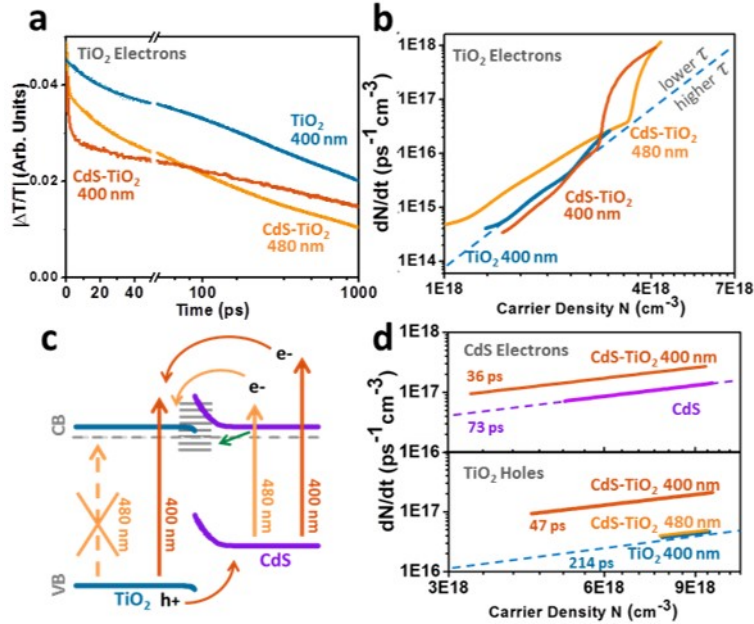 a
TiO2 Electrons
TiO2
400 nm
CdS-TiO2
400 nm
CdS-TiO2
480 nm
|ΔT/T| (Arb. Units)
0.04
0.02
0.00
0 20 40 100 1000
Time (ps)
b
TiO2 Electrons
lower τ
higher τ
CdS-TiO2
480 nm
CdS-TiO2
400 nm
TiO2 400 nm
dN/dt (ps-1 cm-3)
1E18
1E17
1E16
1E15
1E14
1E18 4E18 7E18
Carrier Density N (cm-3)
c
e-
e-
CB
VB
480 nm
400 nm
480 nm
400 nm
TiO2
h+
CdS
d
CdS Electrons
CdS-TiO2 400 nm
36 ps
CdS
73 ps
1E18
1E17
1E16
TiO2 Holes
CdS-TiO2 400 nm
47 ps
CdS-TiO2 480 nm
TiO2 400 nm
214 ps
1E17
1E16
dN/dt (ps-1 cm-3)
3E18 6E18 9E18
Carrier Density N (cm-3)